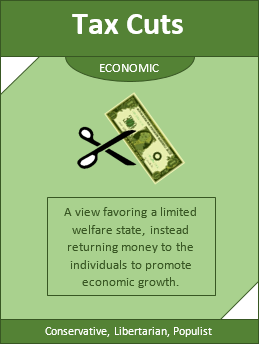 Tax Cuts
ECONOMIC
A view favoring a limited
welfare state, instead
returning money to the
individuals to promote
economic growth.
Conservative, Libertarian, Populist